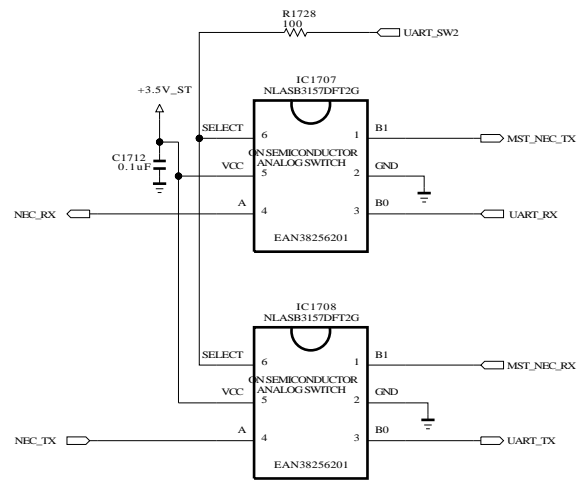 R1728
100
UART_SW2
IC1707
NLASB3157DFT2G
+3.5V_ST
SELECT 6 1 B1 MST_NEC_TX
ON SEMICONDUCTOR
ANALOG SWITCH
C1712
0.1uF
VCC 5 2 GND
NEC_RX A 4 3 B0 UART_RX
EAN38256201
IC1708
NLASB3157DFT2G
SELECT 6 1 B1 MST_NEC_RX
ON SEMICONDUCTOR
ANALOG SWITCH
VCC 5 2 GND
NEC_TX A 4 3 B0 UART_TX
EAN38256201